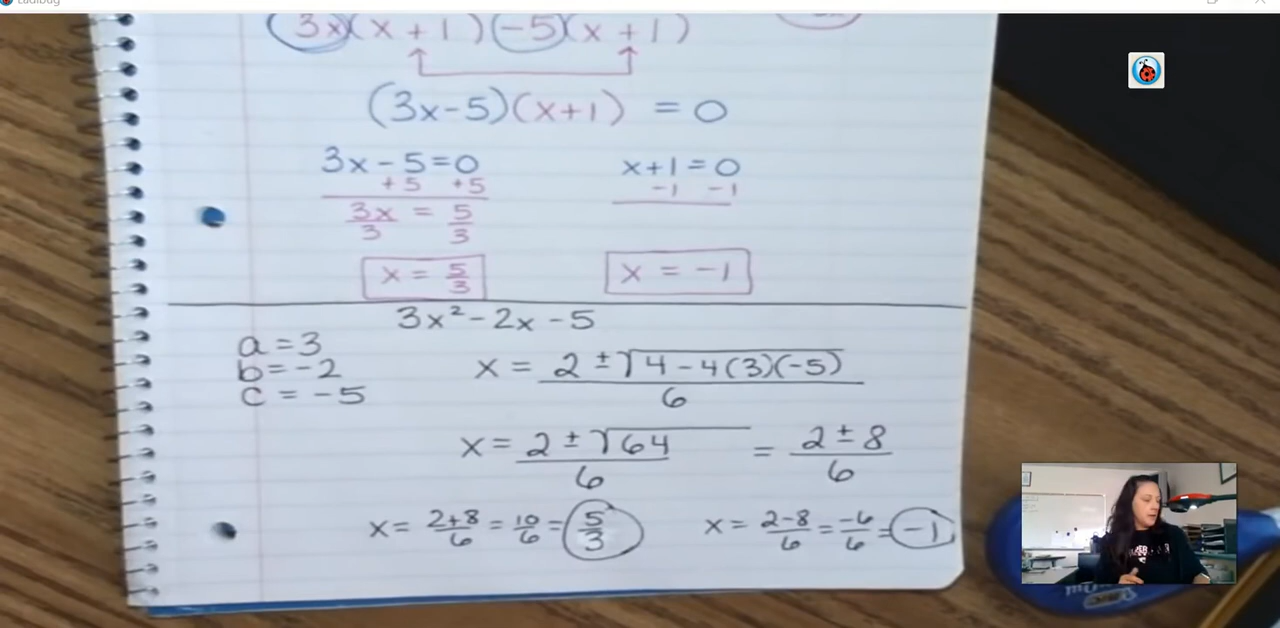 Ladibug
3x(x+1)(-5)(x+1)
(3x-5)(x+1) = 0
3x-5=0 x+1=0
+5 +5 -1 -1
3x/3 = 5/3
x = 5/3 x = -1
3x²-2x-5
a=3
b=-2
c=-5
x = (2 ± √4-4(3)(-5))/6
x = (2 ± √64)/6 = (2±8)/6
x = (2+8)/6 = 10/6 = 5/3 x = (2-8)/6 = -6/6 = -1